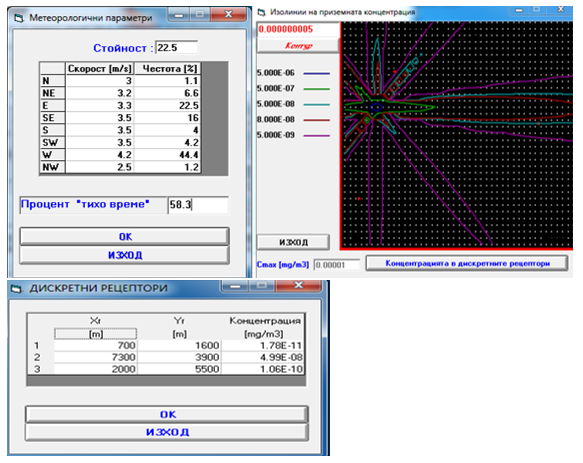 Метеорологични параметри
Стойност : 22.5
Скорост [m/s] Честота [%]
N 3 1.1
NE 3.2 6.6
E 3.3 22.5
SE 3.5 16
S 3.5 4
SW 3.5 4.2
W 4.2 44.4
NW 2.5 1.2
Процент "тихо време" 58.3
OK
ИЗХОД
Изолинии на приземната концентрация
0.000000005
Контур
5.000E-06
5.000E-07
5.000E-08
8.000E-08
5.000E-09
ИЗХОД
Cmax [mg/m3] 0.00001 Концентрацията в дискретните рецептори
ДИСКРЕТНИ РЕЦЕПТОРИ
Xr Yr Концентрация
[m] [m] [mg/m3]
1 700 1600 1.78E-11
2 7300 3900 4.99E-08
3 2000 5500 1.06E-10
OK
ИЗХОД